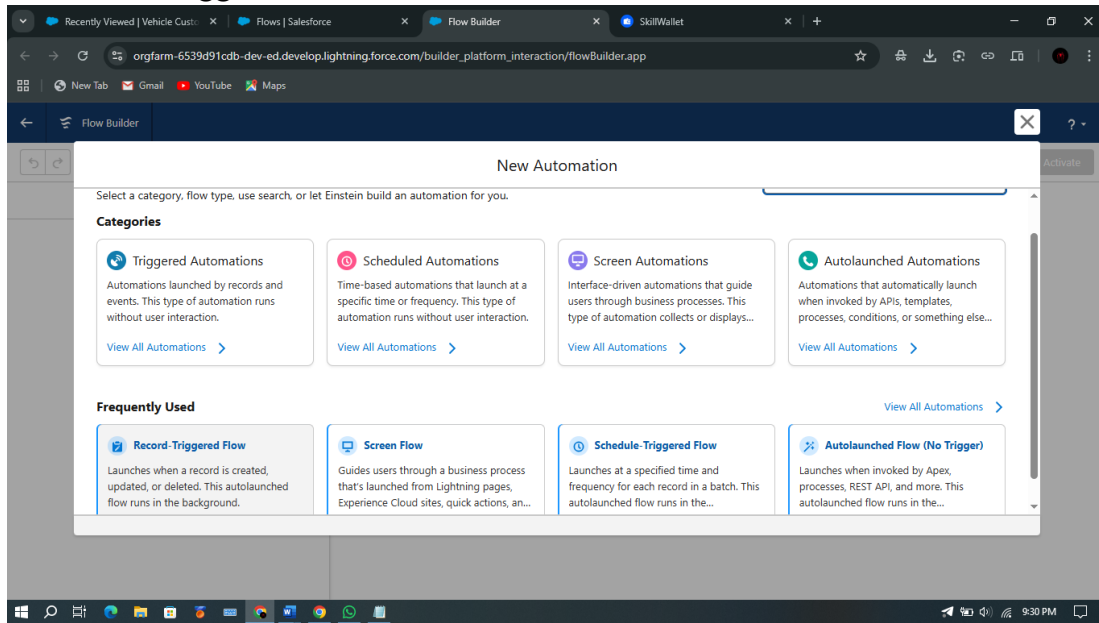 Recently Viewed | Vehicle Custo
Flows | Salesforce
Flow Builder
SkillWallet
orgfarm-6539d91cdb-dev-ed.develop.lightning.force.com/builder_platform_interaction/flowBuilder.app
New Tab
Gmail
YouTube
Maps
Flow Builder
?
New Automation
Activate
Select a category, flow type, use search, or let Einstein build an automation for you.
Categories
Triggered Automations
Automations launched by records and
events. This type of automation runs
without user interaction.
View All Automations
Scheduled Automations
Time-based automations that launch at a
specific time or frequency. This type of
automation runs without user interaction.
View All Automations
Screen Automations
Interface-driven automations that guide
users through business processes. This
type of automation collects or displays...
View All Automations
Autolaunched Automations
Automations that automatically launch
when invoked by APIs, templates,
processes, conditions, or something else...
View All Automations
Frequently Used
View All Automations
Record-Triggered Flow
Launches when a record is created,
updated, or deleted. This autolaunched
flow runs in the background.
Screen Flow
Guides users through a business process
that's launched from Lightning pages,
Experience Cloud sites, quick actions, an...
Schedule-Triggered Flow
Launches at a specified time and
frequency for each record in a batch. This
autolaunched flow runs in the...
Autolaunched Flow (No Trigger)
Launches when invoked by Apex,
processes, REST API, and more. This
autolaunched flow runs in the...
9:30 PM